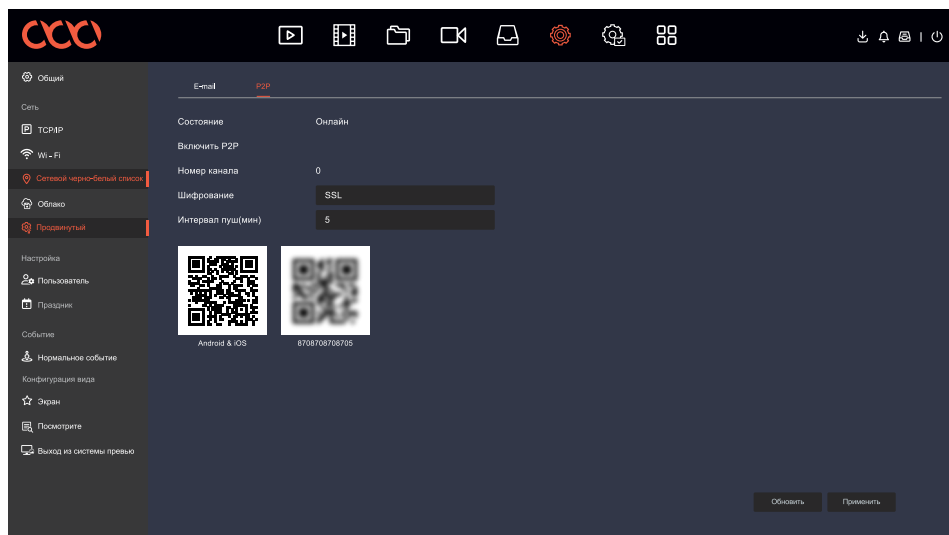 Общий
Сеть
TCP/IP
Wi - Fi
Сетевой черно-белый список
Облако
Продвинутый
Настройка
Пользователь
Праздник
Событие
Нормальное событие
Конфигурация вида
Экран
Посмотрите
Выход из системы превью
E-mail P2P
Состояние Онлайн
Включить P2P
Номер канала 0
Шифрование SSL
Интервал пуш(мин) 5
Android & iOS 8708708708705
Обновить Применить